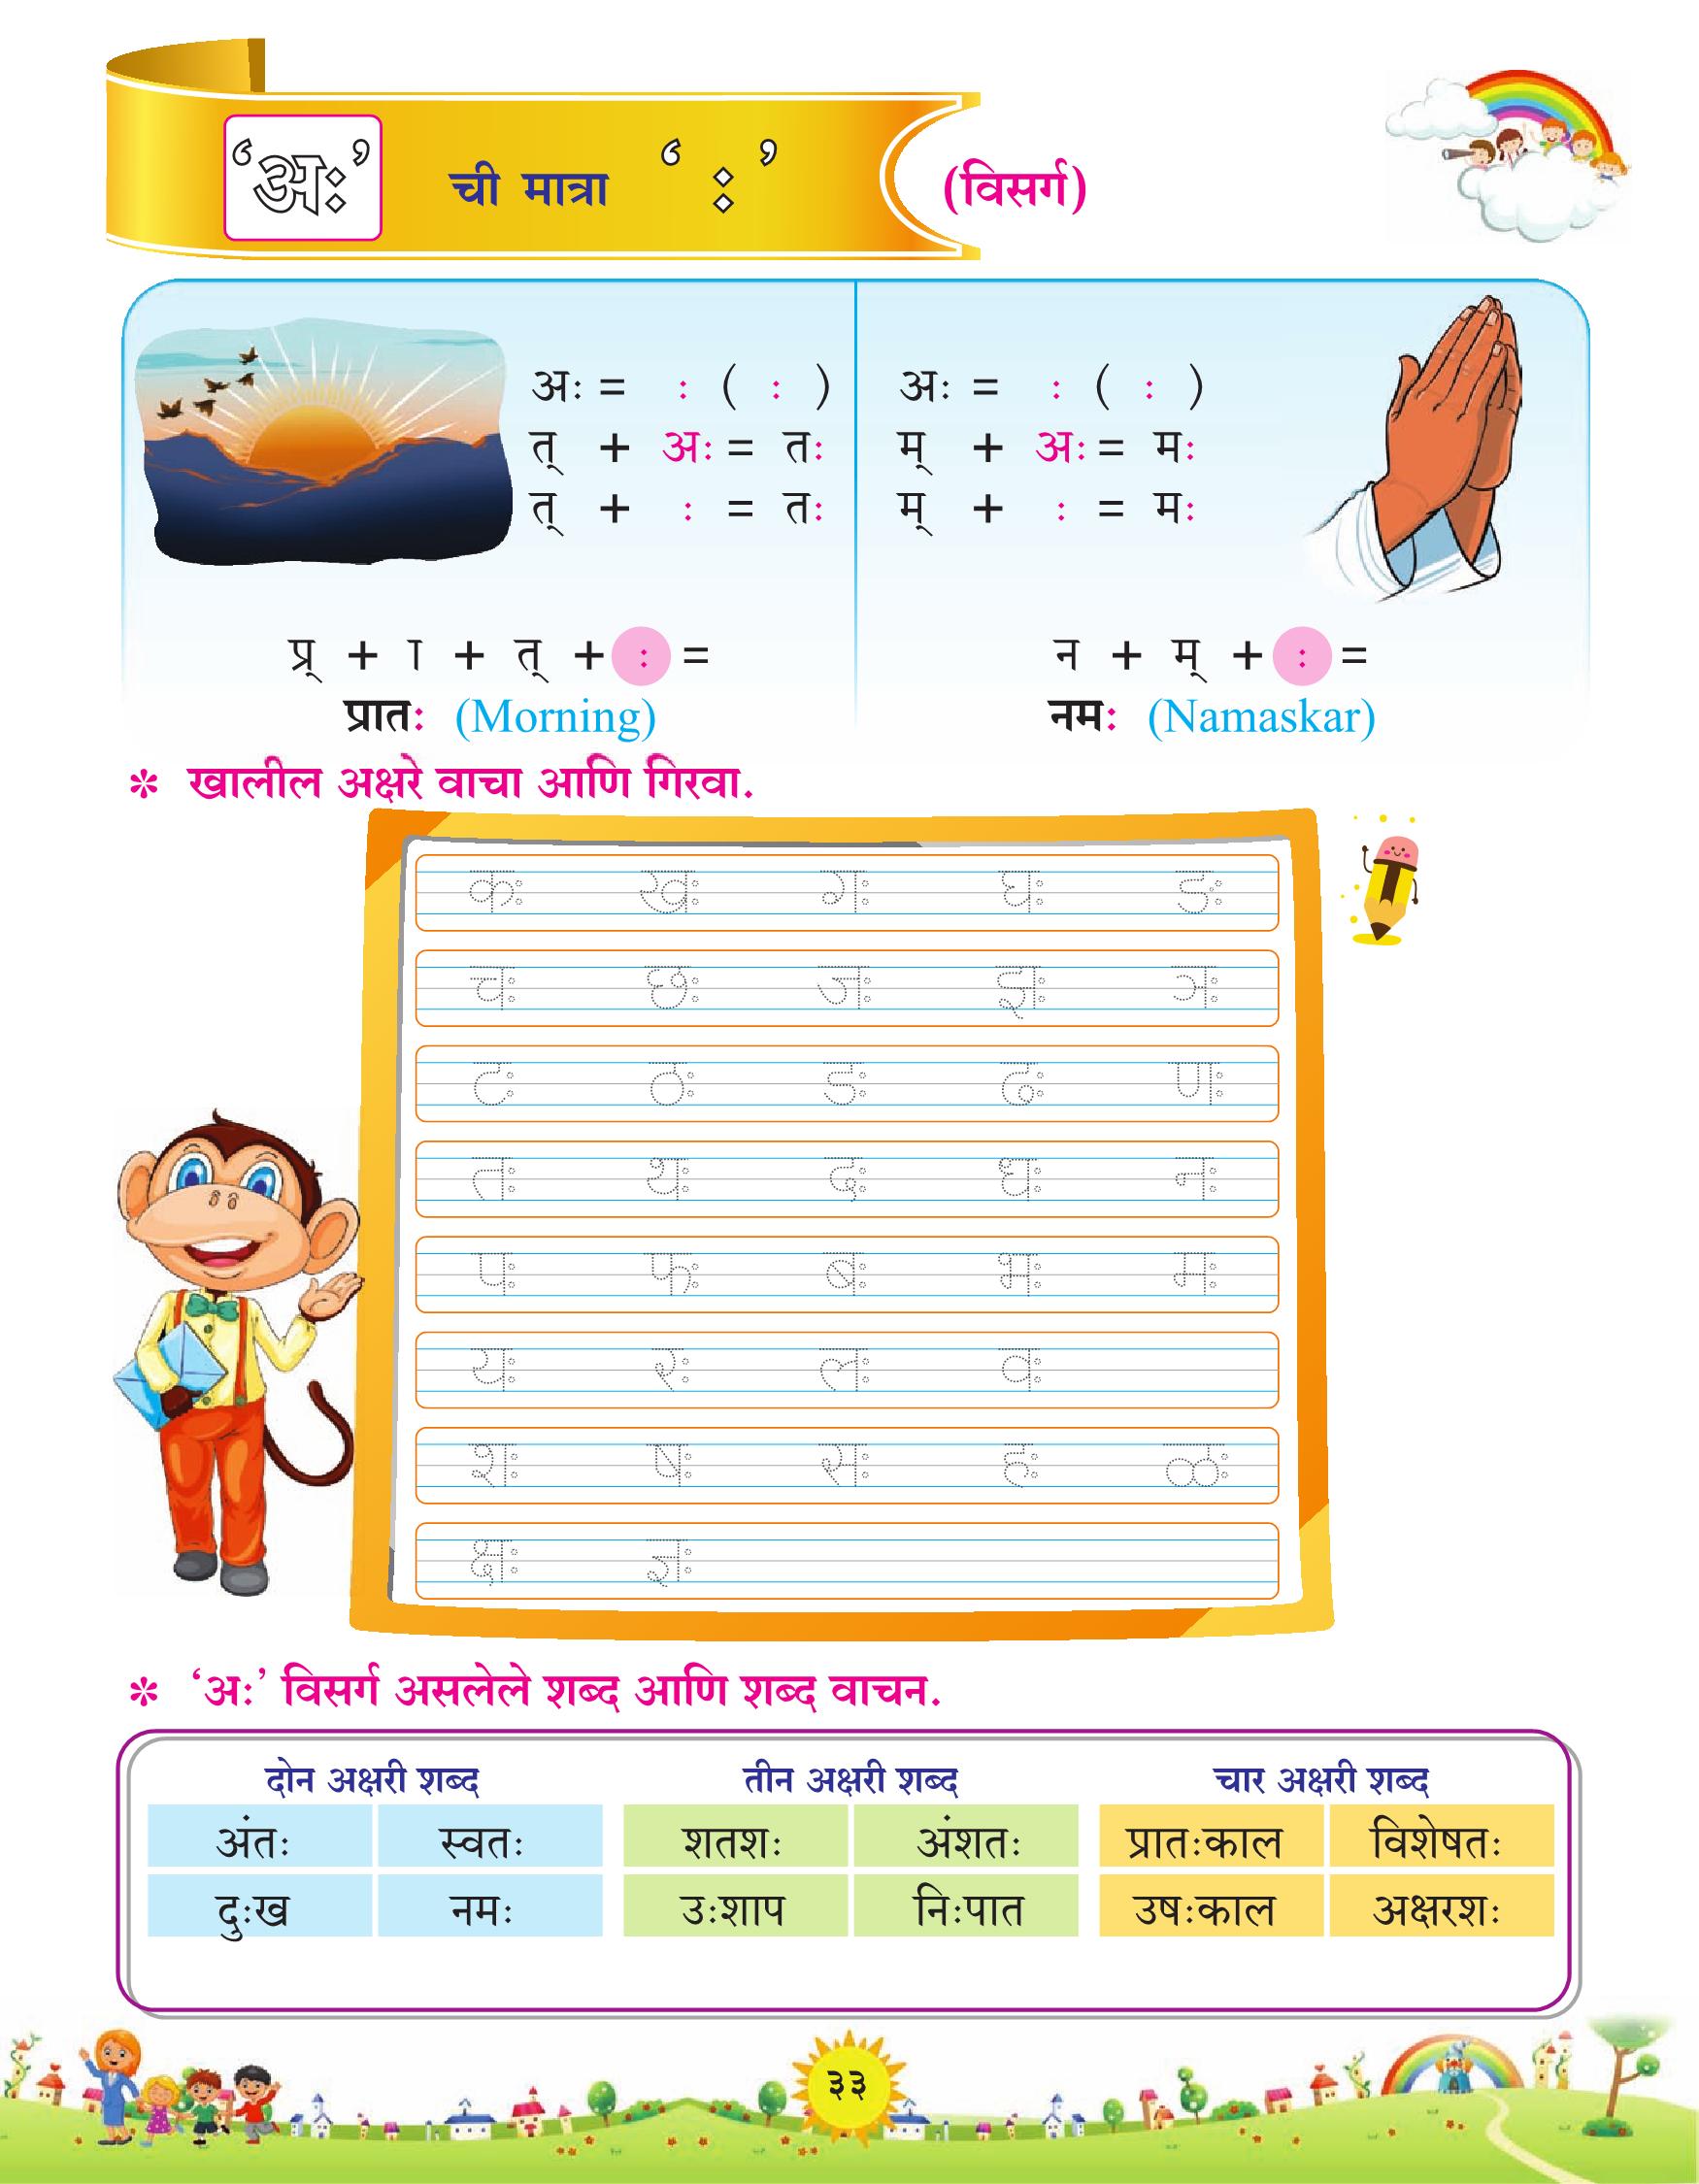 ‘अः’ ची मात्रा ‘ : ’ (विसर्ग)
अः = : ( : )
त् + अः = तः
त् + : = तः
प्र् + ा + त् + : =
प्रातः (Morning)
अः = : ( : )
म् + अः = मः
म् + : = मः
न + म् + : =
नमः (Namaskar)
* खालील अक्षरे वाचा आणि गिरवा.
कः खः गः घः ङः
चः छः जः झः ञः
टः ठः डः ढः णः
तः थः दः धः नः
पः फः बः भः मः
यः रः लः वः
शः षः सः हः ळः
क्षः ज्ञः
* ‘अः’ विसर्ग असलेले शब्द आणि शब्द वाचन.
दोन अक्षरी शब्द तीन अक्षरी शब्द चार अक्षरी शब्द
अंतः स्वतः शतशः अंशतः प्रातःकाल विशेषतः
दुःख नमः उःशाप निःपात उषःकाल अक्षरशः
३३